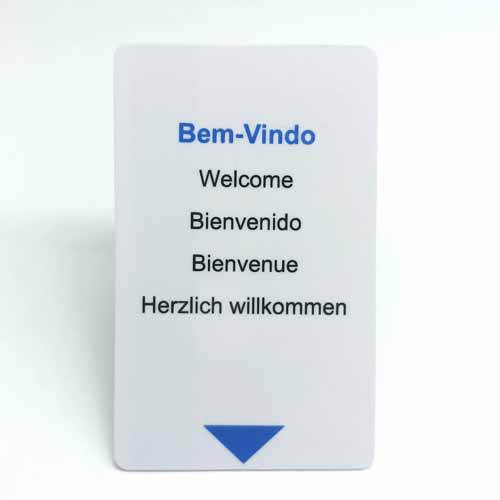 Bem-Vindo
Welcome
Bienvenido
Bienvenue
Herzlich willkommen